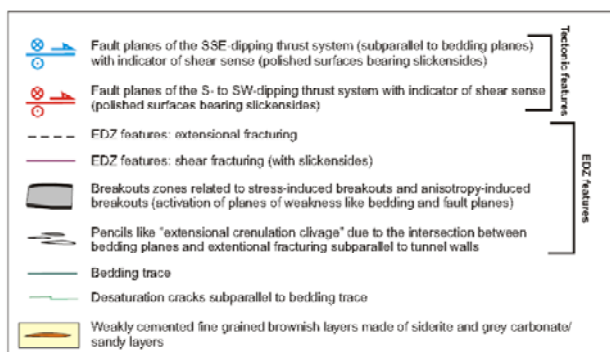 Fault planes of the SSE-dipping thrust system (subparallel to bedding planes)
with indicator of shear sense (polished surfaces bearing slickensides)
Fault planes of the S- to SW-dipping thrust system with indicator of shear sense
(polished surfaces bearing slickensides)
Tectonic features
EDZ features: extensional fracturing
EDZ features: shear fracturing (with slickensides)
Breakouts zones related to stress-induced breakouts and anisotropy-induced
breakouts (activation of planes of weakness like bedding and fault planes)
Pencils like "extensional crenulation clivage" due to the intersection between
bedding planes and extentional fracturing subparallel to tunnel walls
EDZ features
Bedding trace
Desaturation cracks subparallel to bedding trace
Weakly cemented fine grained brownish layers made of siderite and grey carbonate/
sandy layers